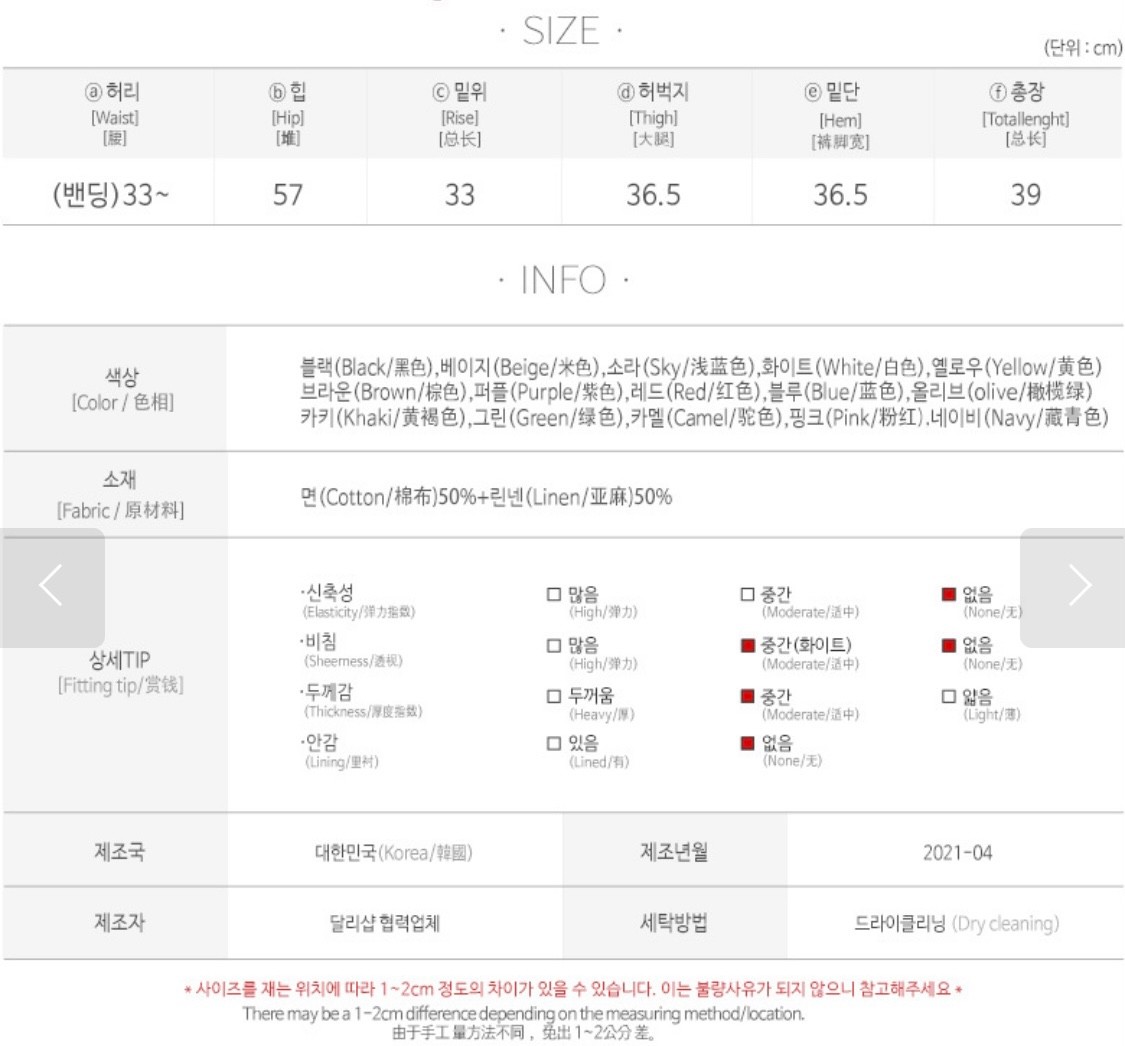 · SIZE ·
(단위 : cm)
ⓐ 허리 ⓑ 힙 ⓒ 밑위 ⓓ 허벅지 ⓔ 밑단 ⓕ 총장
[Waist] [Hip] [Rise] [Thigh] [Hem] [Totallenght]
[腰] [堆] [总长] [大腿] [裤脚宽] [总长]
(밴딩) 33~ 57 33 36.5 36.5 39
· INFO ·
색상
[Color / 色相]
블랙(Black/黑色),베이지(Beige/米色),소라(Sky/浅蓝色),화이트(White/白色),옐로우(Yellow/黄色)
브라운(Brown/棕色),퍼플(Purple/紫色),레드(Red/红色),블루(Blue/蓝色),올리브(olive/橄榄绿)
카키(Khaki/黄褐色),그린(Green/绿色),카멜(Camel/驼色),핑크(Pink/粉红).네이비(Navy/藏青色)
소재
[Fabric / 原材料]
면(Cotton/棉布)50%+린넨(Linen/亚麻)50%
상세TIP
[Fitting tip/赏钱]
·신축성 □ 많음 □ 중간 ■ 없음
(Elasticity/弹力指数) (High/弹力) (Moderate/适中) (None/无)
·비침 □ 많음 ■ 중간(화이트) ■ 없음
(Sheerness/透视) (High/弹力) (Moderate/适中) (None/无)
·두께감 □ 두꺼움 ■ 중간 □ 얇음
(Thickness/厚度指数) (Heavy/厚) (Moderate/适中) (Light/薄)
·안감 □ 있음 ■ 없음
(Lining/里衬) (Lined/有) (None/无)
제조국 대한민국(Korea/韓國) 제조년월 2021-04
제조자 달리샵 협력업체 세탁방법 드라이클리닝 (Dry cleaning)
* 사이즈를 재는 위치에 따라 1~2cm 정도의 차이가 있을 수 있습니다. 이는 불량사유가 되지 않으니 참고해주세요 *
There may be a 1-2cm difference depending on the measuring method/location.
由于手工量方法不同，免出 1~2公分 差。